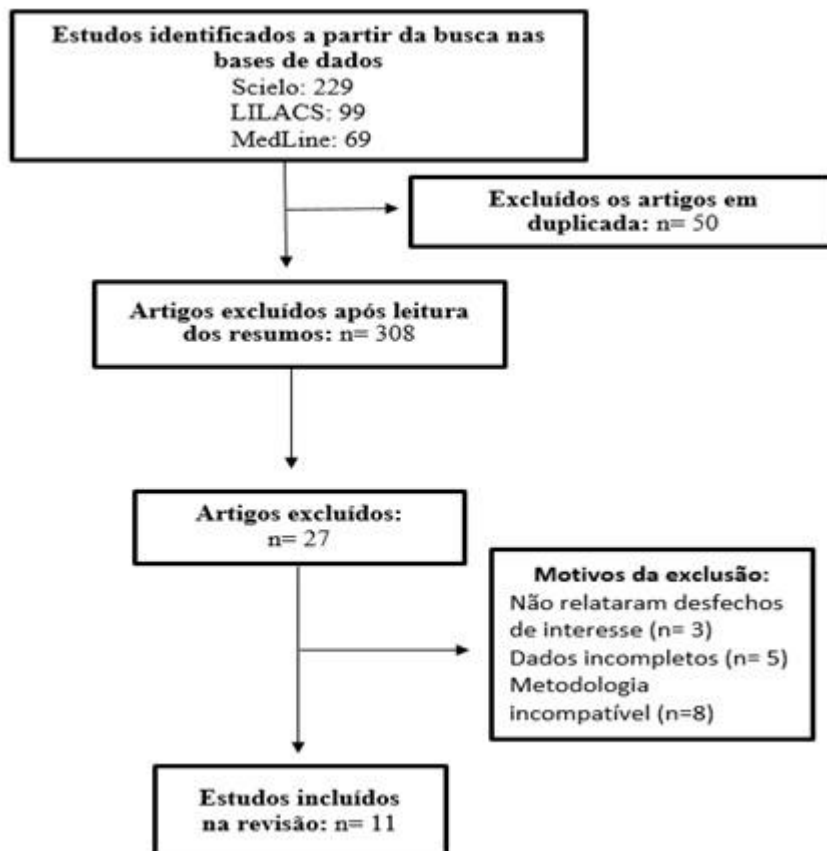 Estudos identificados a partir da busca nas
bases de dados
Scielo: 229
LILACS: 99
MedLine: 69
Excluídos os artigos em
duplicada: n= 50
Artigos excluídos após leitura
dos resumos: n= 308
Artigos excluídos:
n= 27
Motivos da exclusão:
Não relataram desfechos
de interesse (n= 3)
Dados incompletos (n= 5)
Metodologia
incompatível (n=8)
Estudos incluídos
na revisão: n= 11